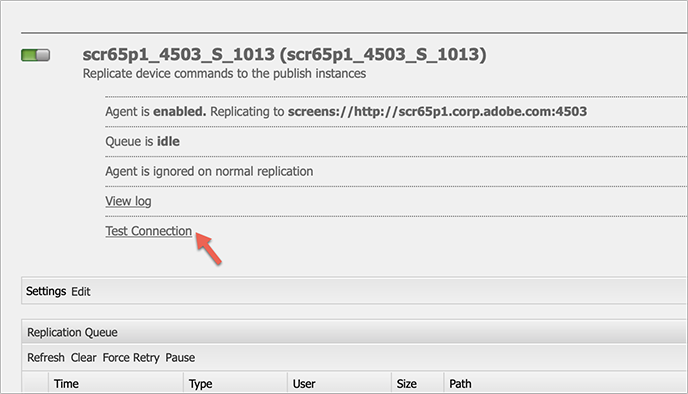 scr65p1_4503_S_1013 (scr65p1_4503_S_1013)
Replicate device commands to the publish instances
Agent is enabled. Replicating to screens://http://scr65p1.corp.adobe.com:4503
Queue is idle
Agent is ignored on normal replication
View log
Test Connection
Settings Edit
Replication Queue
Refresh Clear Force Retry Pause
Time Type User Size Path